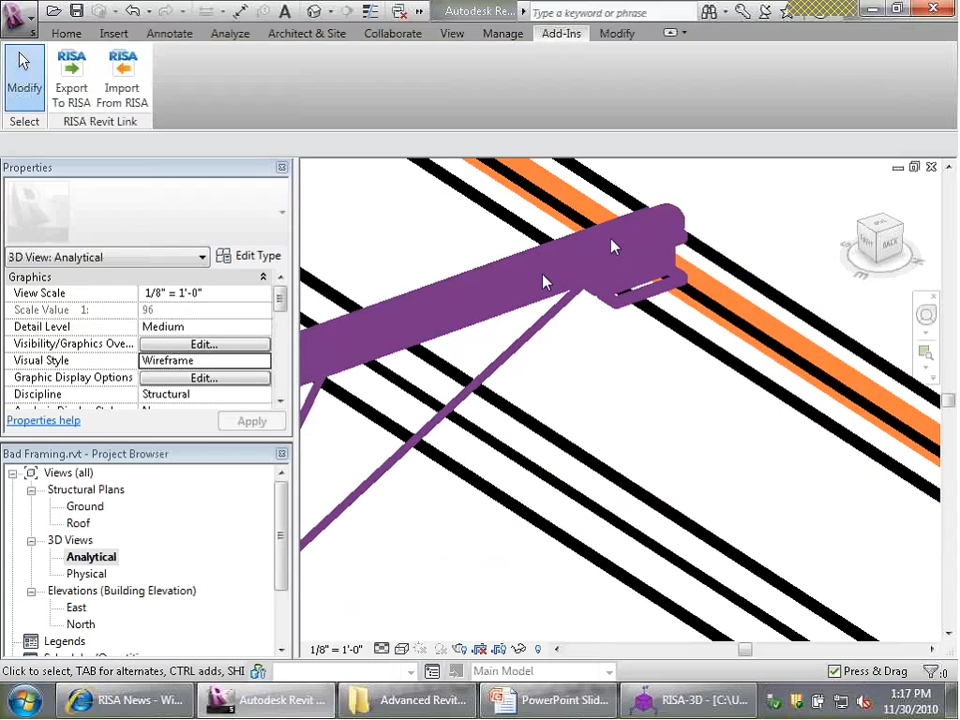 Autodesk Re...
Type a keyword or phrase
Home
Insert
Annotate
Analyze
Architect & Site
Collaborate
View
Manage
Add-Ins
Modify
Modify
RISA
Export
To RISA
RISA
Import
From RISA
Select
RISA Revit Link
Properties
3D View: Analytical
Edit Type
Graphics
View Scale
1/8" = 1'-0"
Scale Value 1:
96
Detail Level
Medium
Visibility/Graphics Ove...
Edit...
Visual Style
Wireframe
Graphic Display Options
Edit...
Discipline
Structural
Properties help
Apply
Bad Framing.rvt - Project Browser
Views (all)
Structural Plans
Ground
Roof
3D Views
Analytical
Physical
Elevations (Building Elevation)
East
North
Legends
BACK
1/8" = 1'-0"
Click to select, TAB for alternates, CTRL adds, SHI
:0
Main Model
Press & Drag
:0
RISA News - Wi...
Autodesk Revit ...
Advanced Revit...
PowerPoint Slid...
RISA-3D - [C:\U...
1:17 PM
11/30/2010